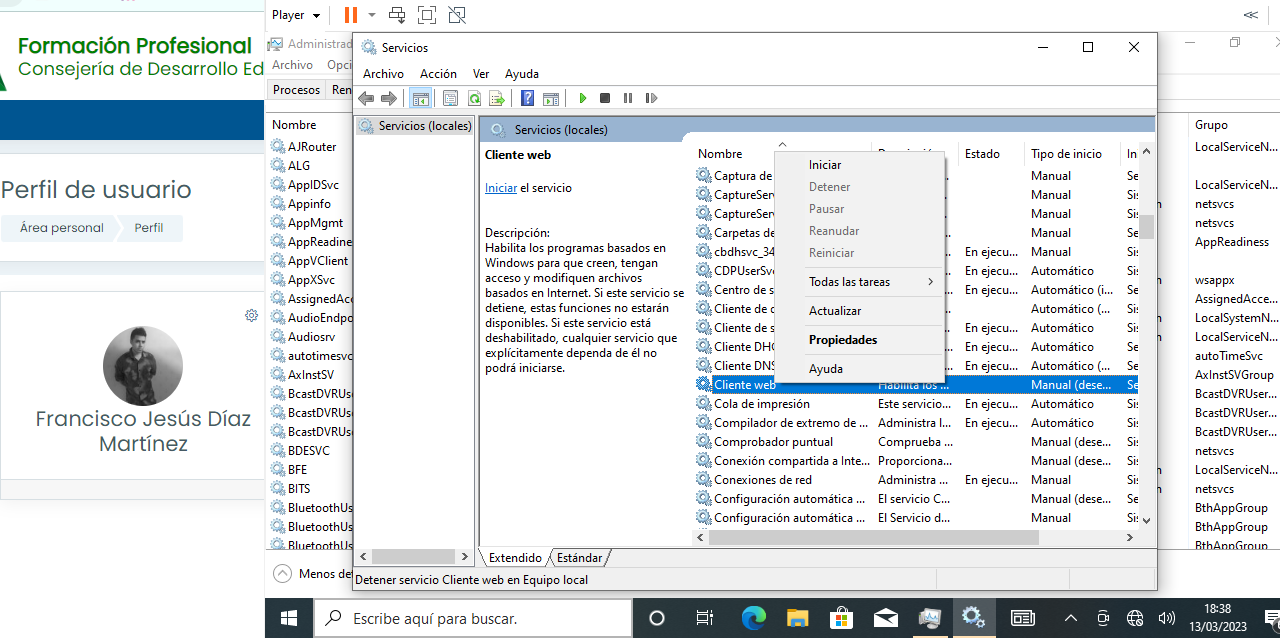 Formación Profesional
Consejería de Desarrollo Ed
Perfil de usuario
Área personal
Perfil
Francisco Jesús Díaz
Martínez
Player
Administrad
Archivo Opci
Procesos Ren
Nombre
AJRouter
ALG
AppIDSvc
Appinfo
AppMgmt
AppReadine
AppVClient
AppXSvc
AssignedAcc
AudioEndpo
Audiosrv
autotimesvc
AxInstSV
BcastDVRUse
BcastDVRUse
BcastDVRUse
BDESVC
BFE
BITS
BluetoothUs
BluetoothUs
BluetoothUs
Menos det
Servicios
Archivo Acción Ver Ayuda
Servicios (locales)
Servicios (locales)
Cliente web
Iniciar el servicio
Descripción:
Habilita los programas basados en
Windows para que creen, tengan
acceso y modifiquen archivos
basados en Internet. Si este servicio se
detiene, estas funciones no estarán
disponibles. Si este servicio está
deshabilitado, cualquier servicio que
explícitamente dependa de él no
podrá iniciarse.
Nombre Estado Tipo de inicio In
Captura de Manual Se
CaptureServ Manual Sis
CaptureServ Manual Sis
Carpetas de Manual Se
cbdhsvc_34 En ejecu... Manual Sis
CDPUserSvc En ejecu... Automático Sis
Centro de s En ejecu... Automático (i... Se
Cliente de c Automático (i... Sis
Cliente de s En ejecu... Automático Sis
Cliente DHC En ejecu... Automático Se
Cliente DNS En ejecu... Automático (... Se
Cliente web Habilita los ... Manual (dese... Se
Cola de impresión Este servicio... En ejecu... Automático Sis
Compilador de extremo de ... Administra l... En ejecu... Automático Sis
Comprobador puntual Comprueba ... Manual (dese... Sis
Conexión compartida a Inte... Proporciona... Manual (dese... Sis
Conexiones de red Administra ... En ejecu... Manual Sis
Configuración automática ... El servicio C... Manual (dese... Sis
Configuración automática ... El Servicio d... Manual Sis
Iniciar
Detener
Pausar
Reanudar
Reiniciar
Todas las tareas
Actualizar
Propiedades
Ayuda
Extendido Estándar
Detener servicio Cliente web en Equipo local
Grupo
LocalServiceN...
LocalServiceN...
netsvcs
netsvcs
AppReadiness
wsappx
AssignedAcce...
LocalSystemN...
LocalServiceN...
autoTimeSvc
AxInstSVGroup
BcastDVRUser...
BcastDVRUser...
BcastDVRUser...
netsvcs
LocalServiceN...
netsvcs
BthAppGroup
BthAppGroup
BthAppGroup
Escribe aquí para buscar.
18:38
13/03/2023